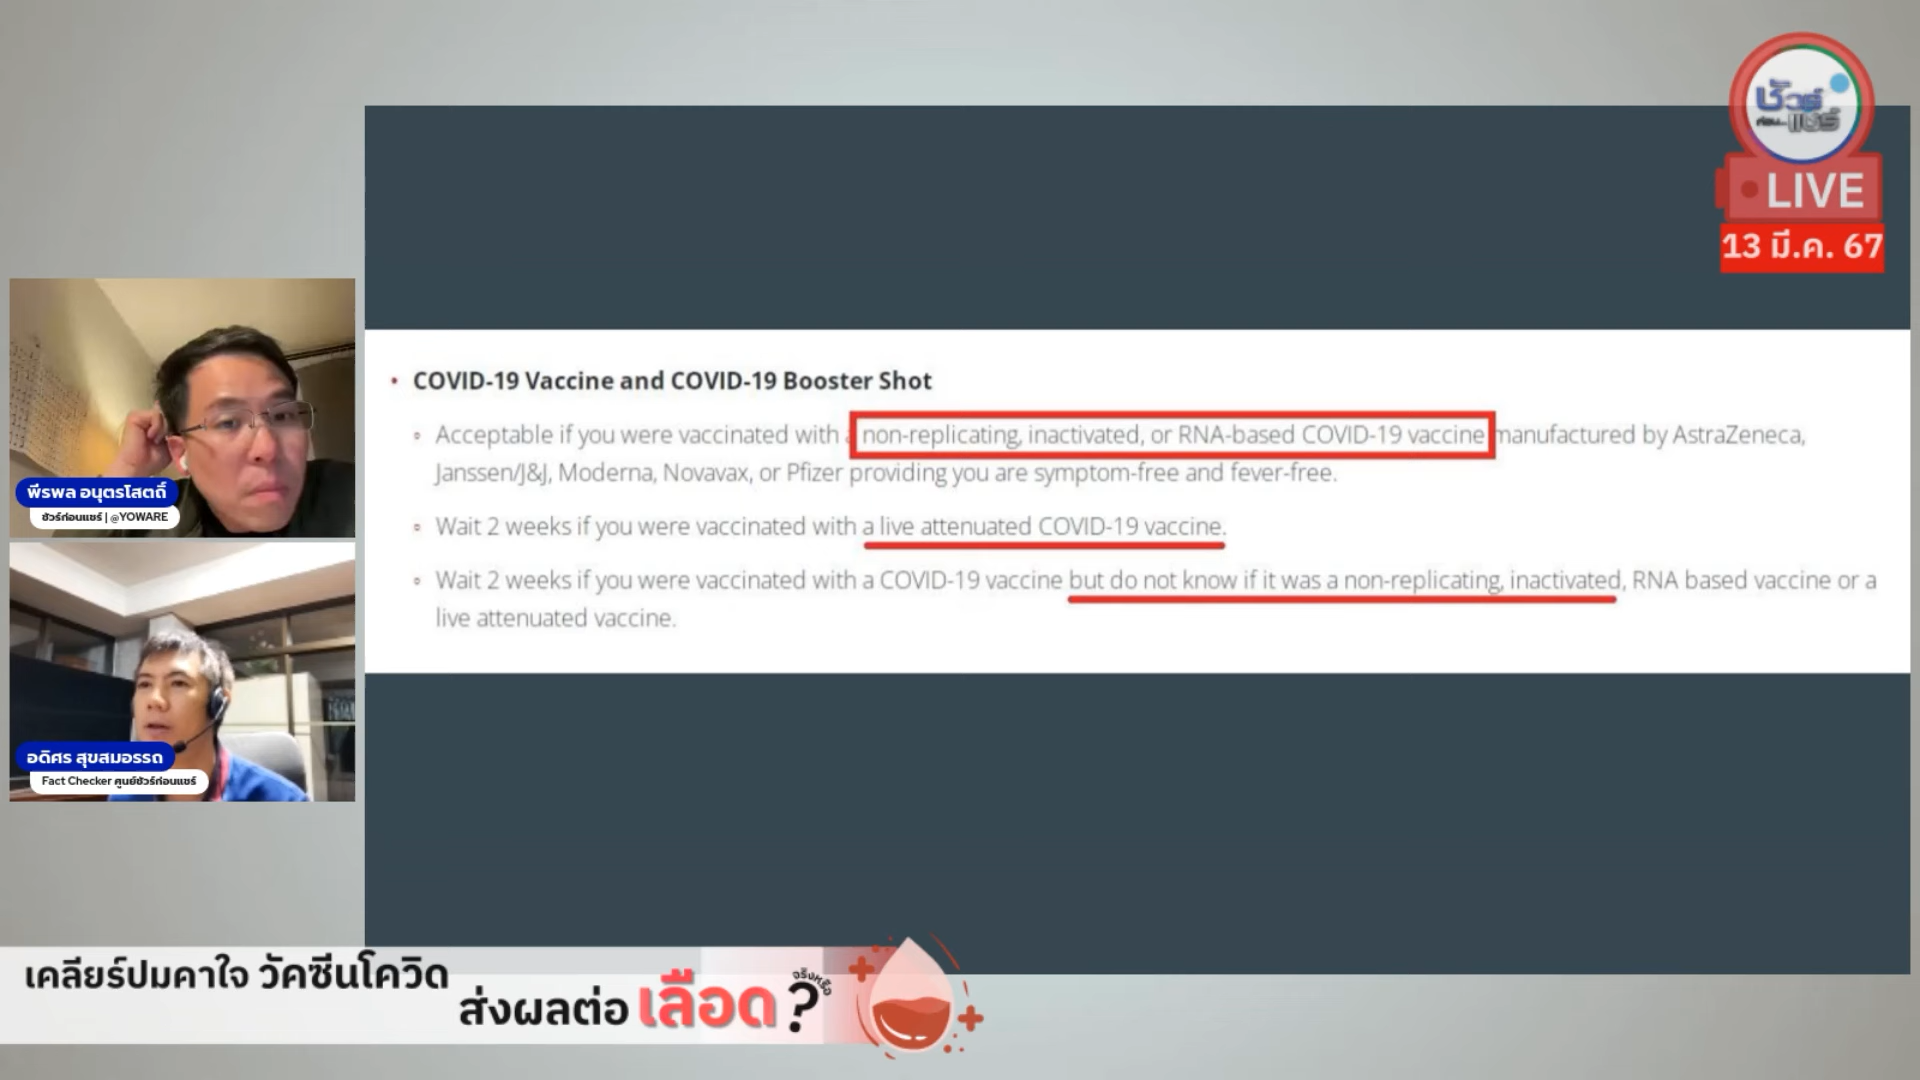 ชัวร์
ก่อน...แชร์
LIVE
13 มี.ค. 67
พีรพล อนุตรโสตถิ์
ชัวร์ก่อนแชร์ | @YOWARE
อดิศร สุขสมอรรถ
Fact Checker ศูนย์ชัวร์ก่อนแชร์
COVID-19 Vaccine and COVID-19 Booster Shot
Acceptable if you were vaccinated with a non-replicating, inactivated, or RNA-based COVID-19 vaccine manufactured by AstraZeneca,
Janssen/J&J, Moderna, Novavax, or Pfizer providing you are symptom-free and fever-free.
Wait 2 weeks if you were vaccinated with a live attenuated COVID-19 vaccine.
Wait 2 weeks if you were vaccinated with a COVID-19 vaccine but do not know if it was a non-replicating, inactivated, RNA based vaccine or a
live attenuated vaccine.
เคลียร์ปมคาใจ วัคซีนโควิด
ส่งผลต่อ เลือด ?
จริงหรือ